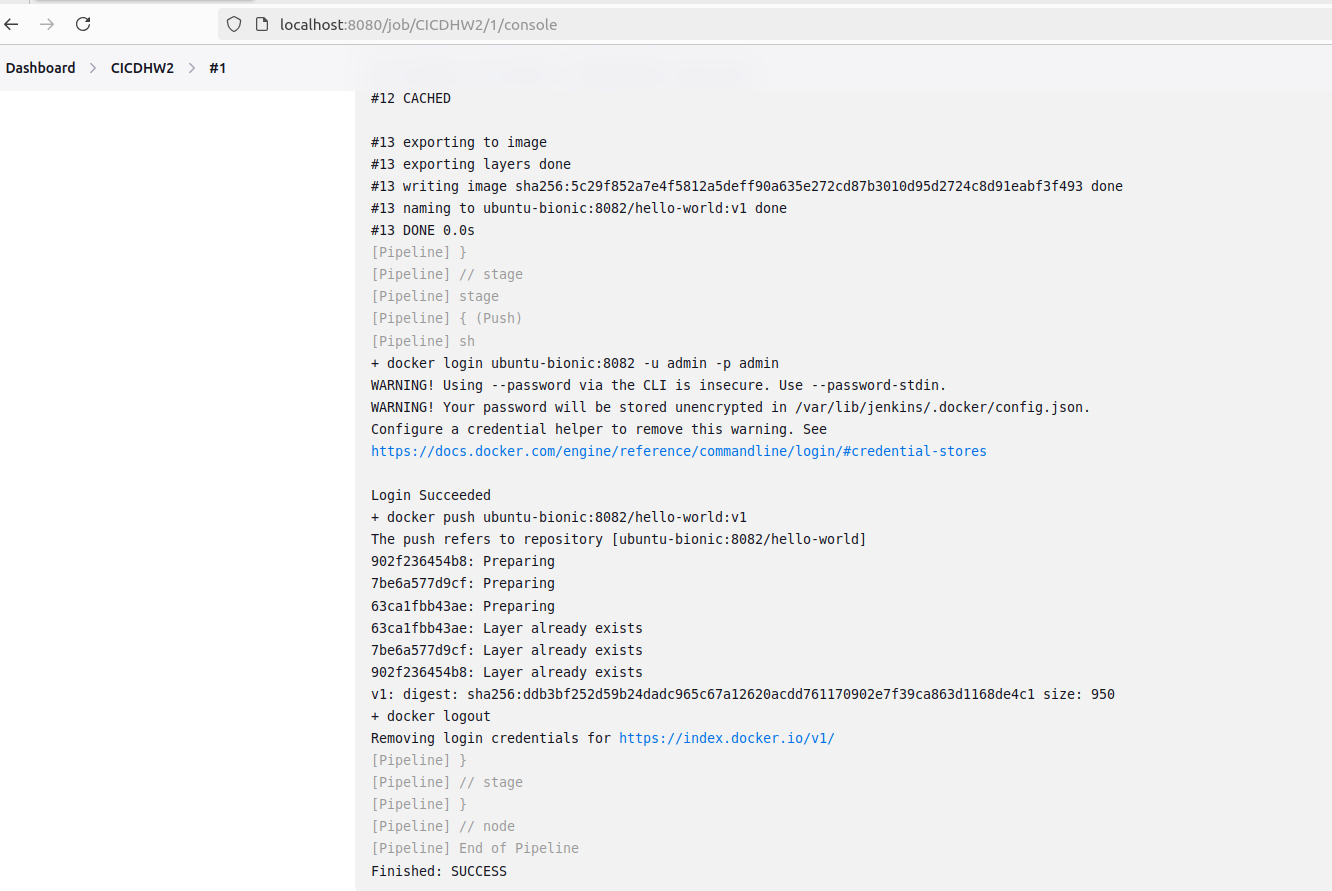 localhost:8080/job/CICDHW2/1/console
Dashboard > CICDHW2 > #1
#12 CACHED
#13 exporting to image
#13 exporting layers done
#13 writing image sha256:5c29f852a7e4f5812a5deff90a635e272cd87b3010d95d2724c8d91eabf3f493 done
#13 naming to ubuntu-bionic:8082/hello-world:v1 done
#13 DONE 0.0s
[Pipeline] }
[Pipeline] // stage
[Pipeline] stage
[Pipeline] { (Push)
[Pipeline] sh
+ docker login ubuntu-bionic:8082 -u admin -p admin
WARNING! Using --password via the CLI is insecure. Use --password-stdin.
WARNING! Your password will be stored unencrypted in /var/lib/jenkins/.docker/config.json.
Configure a credential helper to remove this warning. See
https://docs.docker.com/engine/reference/commandline/login/#credential-stores
Login Succeeded
+ docker push ubuntu-bionic:8082/hello-world:v1
The push refers to repository [ubuntu-bionic:8082/hello-world]
902f236454b8: Preparing
7be6a577d9cf: Preparing
63ca1fbb43ae: Preparing
63ca1fbb43ae: Layer already exists
7be6a577d9cf: Layer already exists
902f236454b8: Layer already exists
v1: digest: sha256:ddb3bf252d59b24dadc965c67a12620acdd761170902e7f39ca863d1168de4c1 size: 950
+ docker logout
Removing login credentials for https://index.docker.io/v1/
[Pipeline] }
[Pipeline] // stage
[Pipeline] }
[Pipeline] // node
[Pipeline] End of Pipeline
Finished: SUCCESS